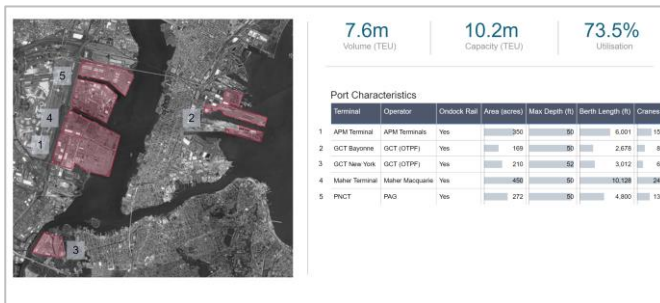 7.6m
Volume (TEU)
10.2m
Capacity (TEU)
73.5%
Utilisation
Port Characteristics
Terminal Operator Ondock Rail Area (acres) Max Depth (ft) Berth Length (ft) Cranes
1 APM Terminal APM Terminals Yes 350 50 6,001 15
2 GCT Bayonne GCT (OTPF) Yes 169 50 2,678 8
3 GCT New York GCT (OTPF) Yes 210 52 3,012 6
4 Maher Terminal Maher Macquarie Yes 450 50 10,128 24
5 PNCT PAG Yes 272 50 4,800 13
5
4
2
1
3